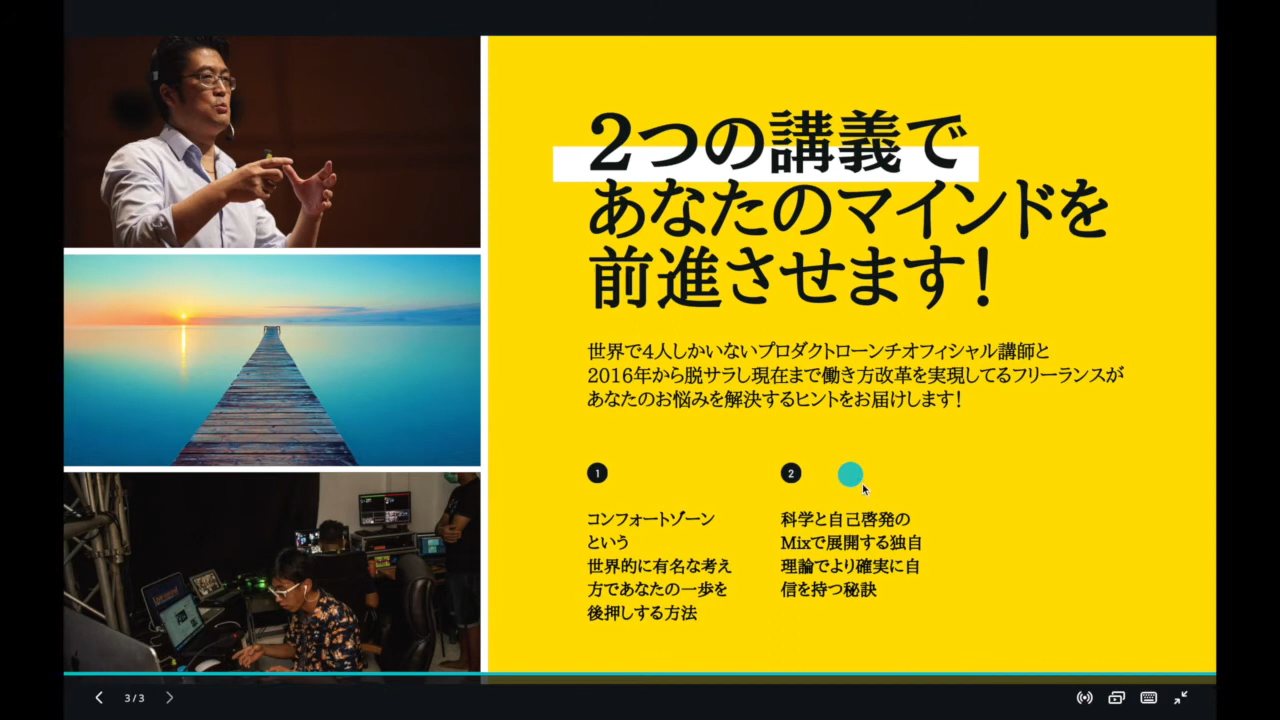 2つの講義で
あなたのマインドを
前進させます!
世界で4人しかいないプロダクトローンチオフィシャル講師と
2016年から脱サラし現在まで働き方改革を実現してるフリーランスが
あなたのお悩みを解決するヒントをお届けします!
1
コンフォートゾーン
という
世界的に有名な考え
方であなたの一歩を
後押しする方法
2
科学と自己啓発の
Mixで展開する独自
理論でより確実に自
信を持つ秘訣
3 / 3